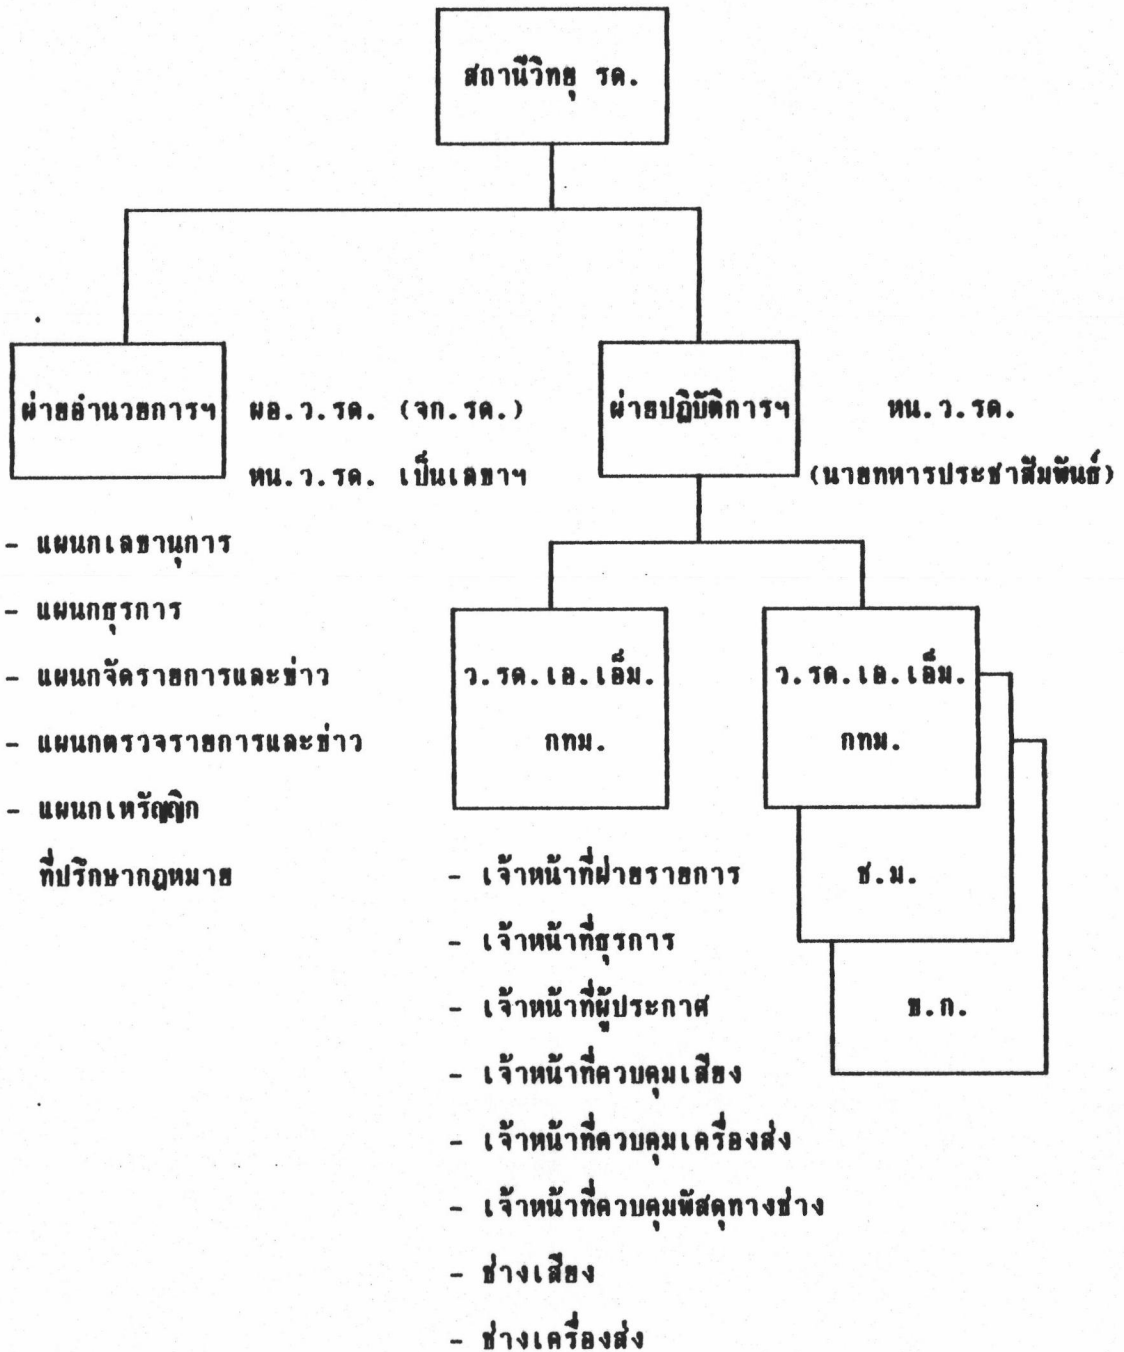 สถานีวิทยุ รด.
ฝ่ายอำนวยการฯ
ผอ.ว.รด. (จก.รด.)
หน.ว.รด. เป็นเลขาฯ
ฝ่ายปฏิบัติการฯ
หน.ว.รด.
(นายทหารประชาสัมพันธ์)
- แผนกเลขานุการ
- แผนกธุรการ
- แผนกจัดรายการและข่าว
- แผนกตรวจรายการและข่าว
- แผนกเหรัญญิก
ที่ปรึกษากฎหมาย
ว.รด.เอ.เอ็ม.
กทม.
ว.รด.เอ.เอ็ม.
กทม.
ช.ม.
ข.ก.
- เจ้าหน้าที่ฝ่ายรายการ
- เจ้าหน้าที่ธุรการ
- เจ้าหน้าที่ผู้ประกาศ
- เจ้าหน้าที่ควบคุมเสียง
- เจ้าหน้าที่ควบคุมเครื่องส่ง
- เจ้าหน้าที่ควบคุมพัสดุทางช่าง
- ช่างเสียง
- ช่างเครื่องส่ง